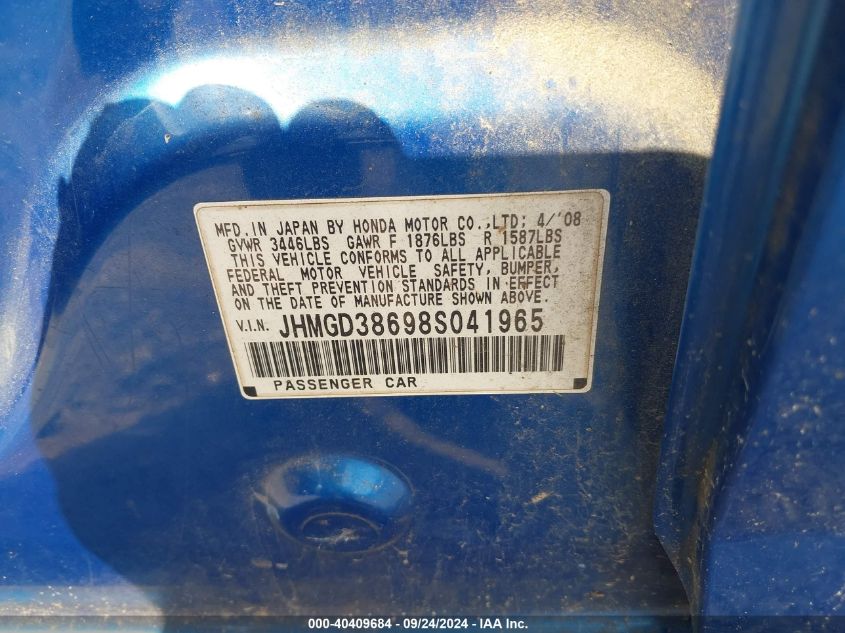 MFD. IN JAPAN BY HONDA MOTOR CO.,LTD; 4/'08
GVWR 3446LBS GAWR F 1876LBS R 1587LBS
THIS VEHICLE CONFORMS TO ALL APPLICABLE
FEDERAL MOTOR VEHICLE SAFETY, BUMPER,
AND THEFT PREVENTION STANDARDS IN EFFECT
ON THE DATE OF MANUFACTURE SHOWN ABOVE.
V.I.N. JHMGD38698S041965
PASSENGER CAR
000-40409684 - 09/24/2024 - IAA Inc.